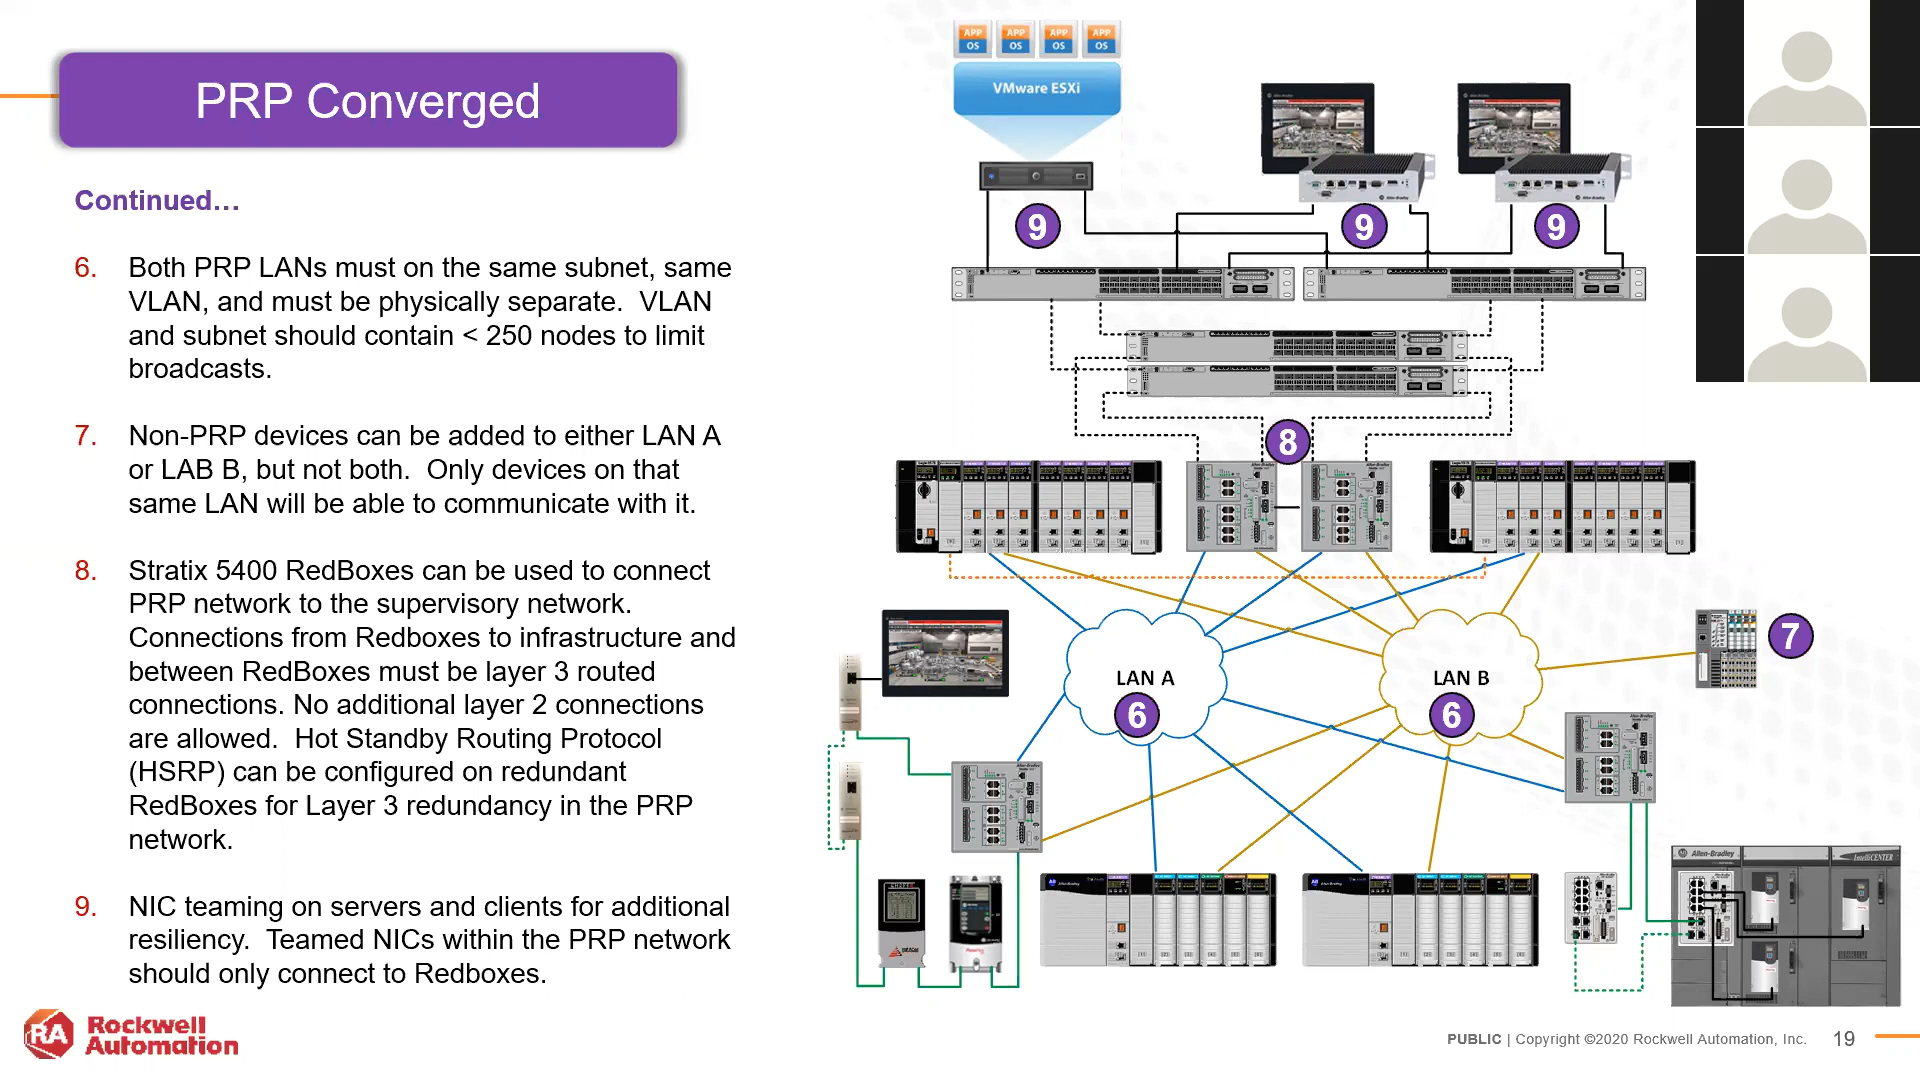 PRP Converged
Continued…
6. Both PRP LANs must on the same subnet, same
VLAN, and must be physically separate.  VLAN
and subnet should contain < 250 nodes to limit
broadcasts.
7. Non-PRP devices can be added to either LAN A
or LAB B, but not both.  Only devices on that
same LAN will be able to communicate with it.
8. Stratix 5400 RedBoxes can be used to connect
PRP network to the supervisory network.
Connections from Redboxes to infrastructure and
between RedBoxes must be layer 3 routed
connections. No additional layer 2 connections
are allowed.  Hot Standby Routing Protocol
(HSRP) can be configured on redundant
RedBoxes for Layer 3 redundancy in the PRP
network.
9. NIC teaming on servers and clients for additional
resiliency.  Teamed NICs within the PRP network
should only connect to Redboxes.
APP APP APP APP
OS OS OS OS
VMware ESXi
9 9 9
8
LAN A LAN B
6 6
7
Allen-Bradley
IntelliCENTER
RA Rockwell
Automation
PUBLIC | Copyright ©2020 Rockwell Automation, Inc. 19